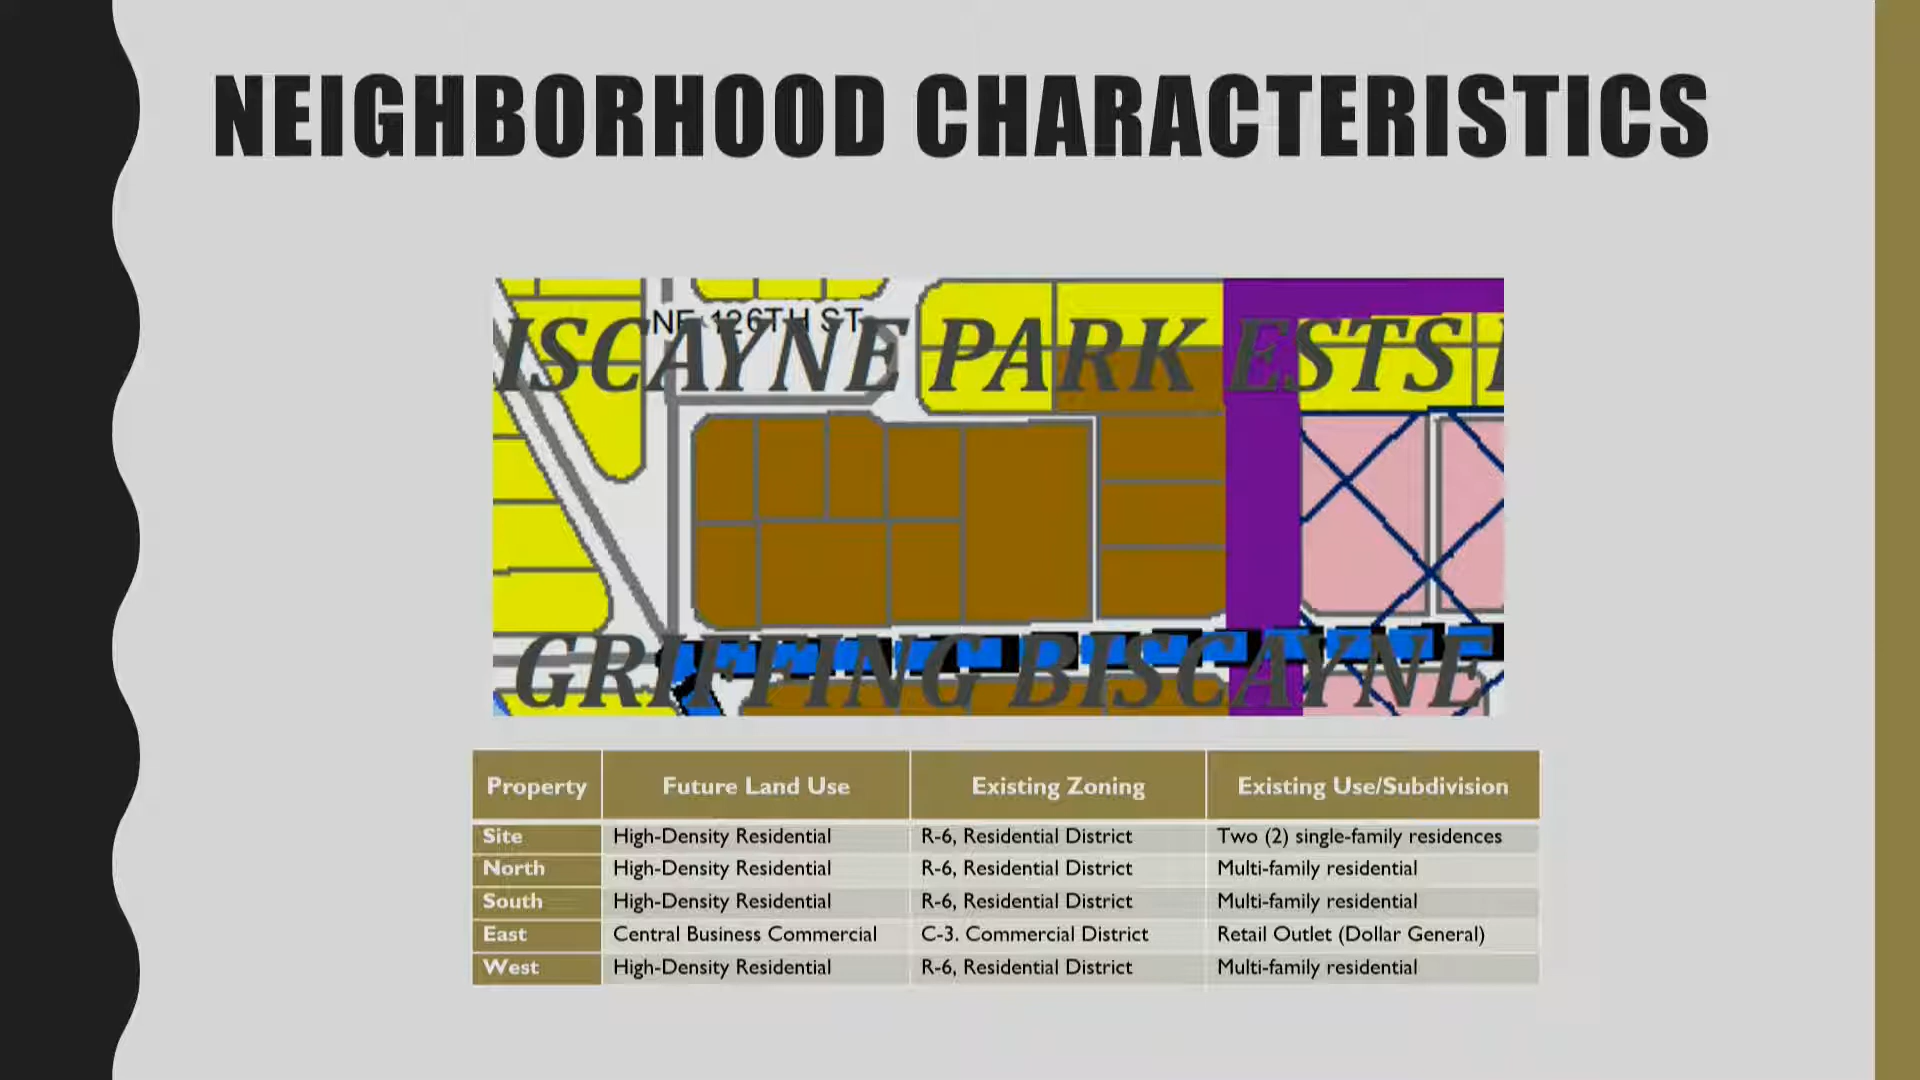 NEIGHBORHOOD CHARACTERISTICS
NE 126TH ST
ISCAYNE PARK ESTS
GRIFFING BISCAYNE
Property Future Land Use Existing Zoning Existing Use/Subdivision
Site High-Density Residential R-6, Residential District Two (2) single-family residences
North High-Density Residential R-6, Residential District Multi-family residential
South High-Density Residential R-6, Residential District Multi-family residential
East Central Business Commercial C-3. Commercial District Retail Outlet (Dollar General)
West High-Density Residential R-6, Residential District Multi-family residential